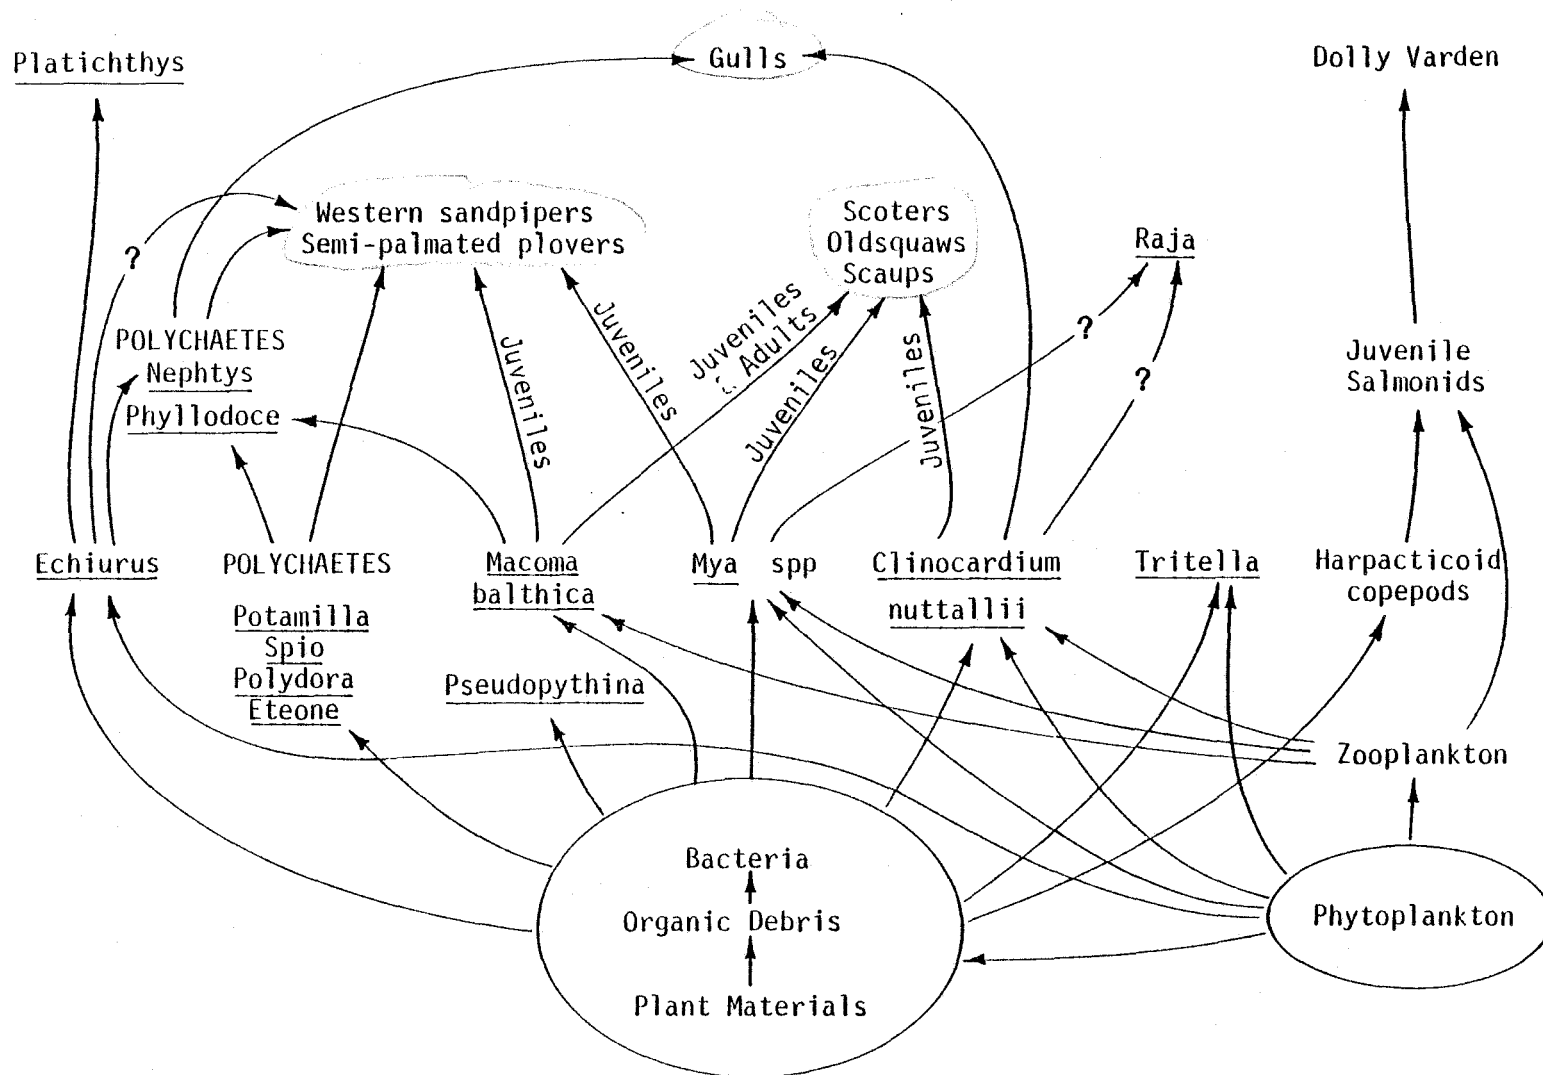 Platichthys
Gulls
Dolly Varden
Western sandpipers
Semi-palmated plovers
Scoters
Oldsquaws
Scaups
Raja
?
POLYCHAETES
Nephtys
Phyllodoce
Juveniles
Juveniles
Juveniles
& Adults
Juveniles
Juveniles
?
?
Juvenile
Salmonids
Echiurus
POLYCHAETES
Potamilla
Spio
Polydora
Eteone
Macoma
balthica
Pseudopythina
Mya spp
Clinocardium
nuttallii
Tritella
Harpacticoid
copepods
Zooplankton
Bacteria
Organic Debris
Plant Materials
Phytoplankton